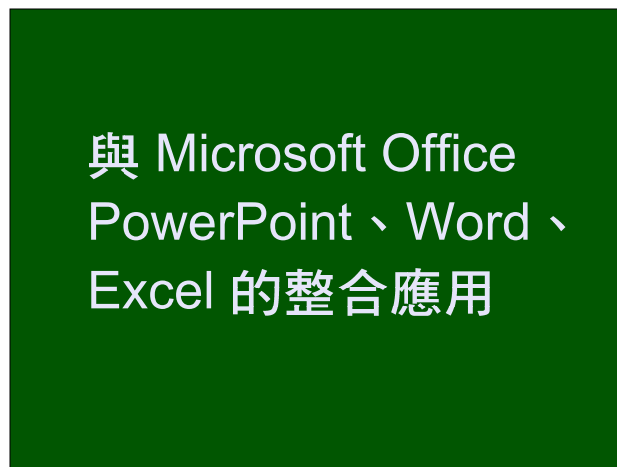 與 Microsoft Office
PowerPoint、Word、
Excel 的整合應用